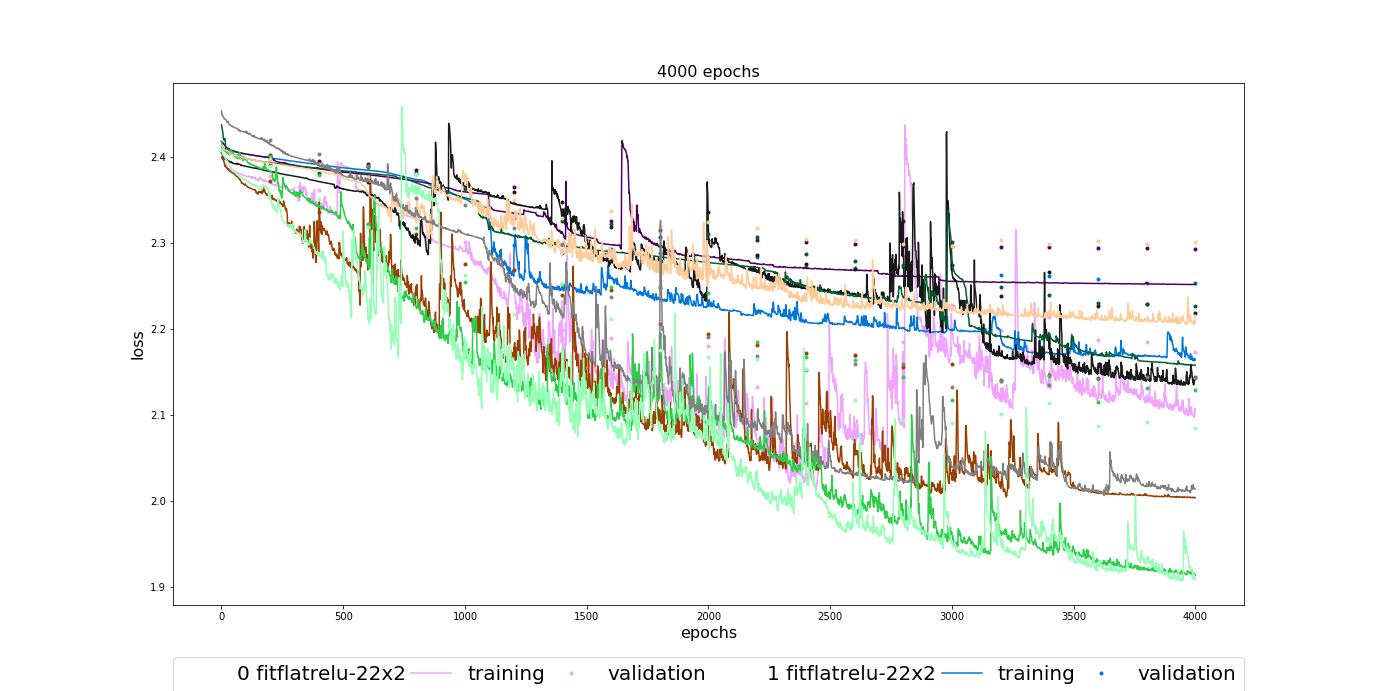 4000 epochs
2.4
2.3
2.2
2.1
2.0
1.9
loss
0 500 1000 1500 2000 2500 3000 3500 4000
epochs
0 fitflatrelu-22x2 training validation 1 fitflatrelu-22x2 training validation